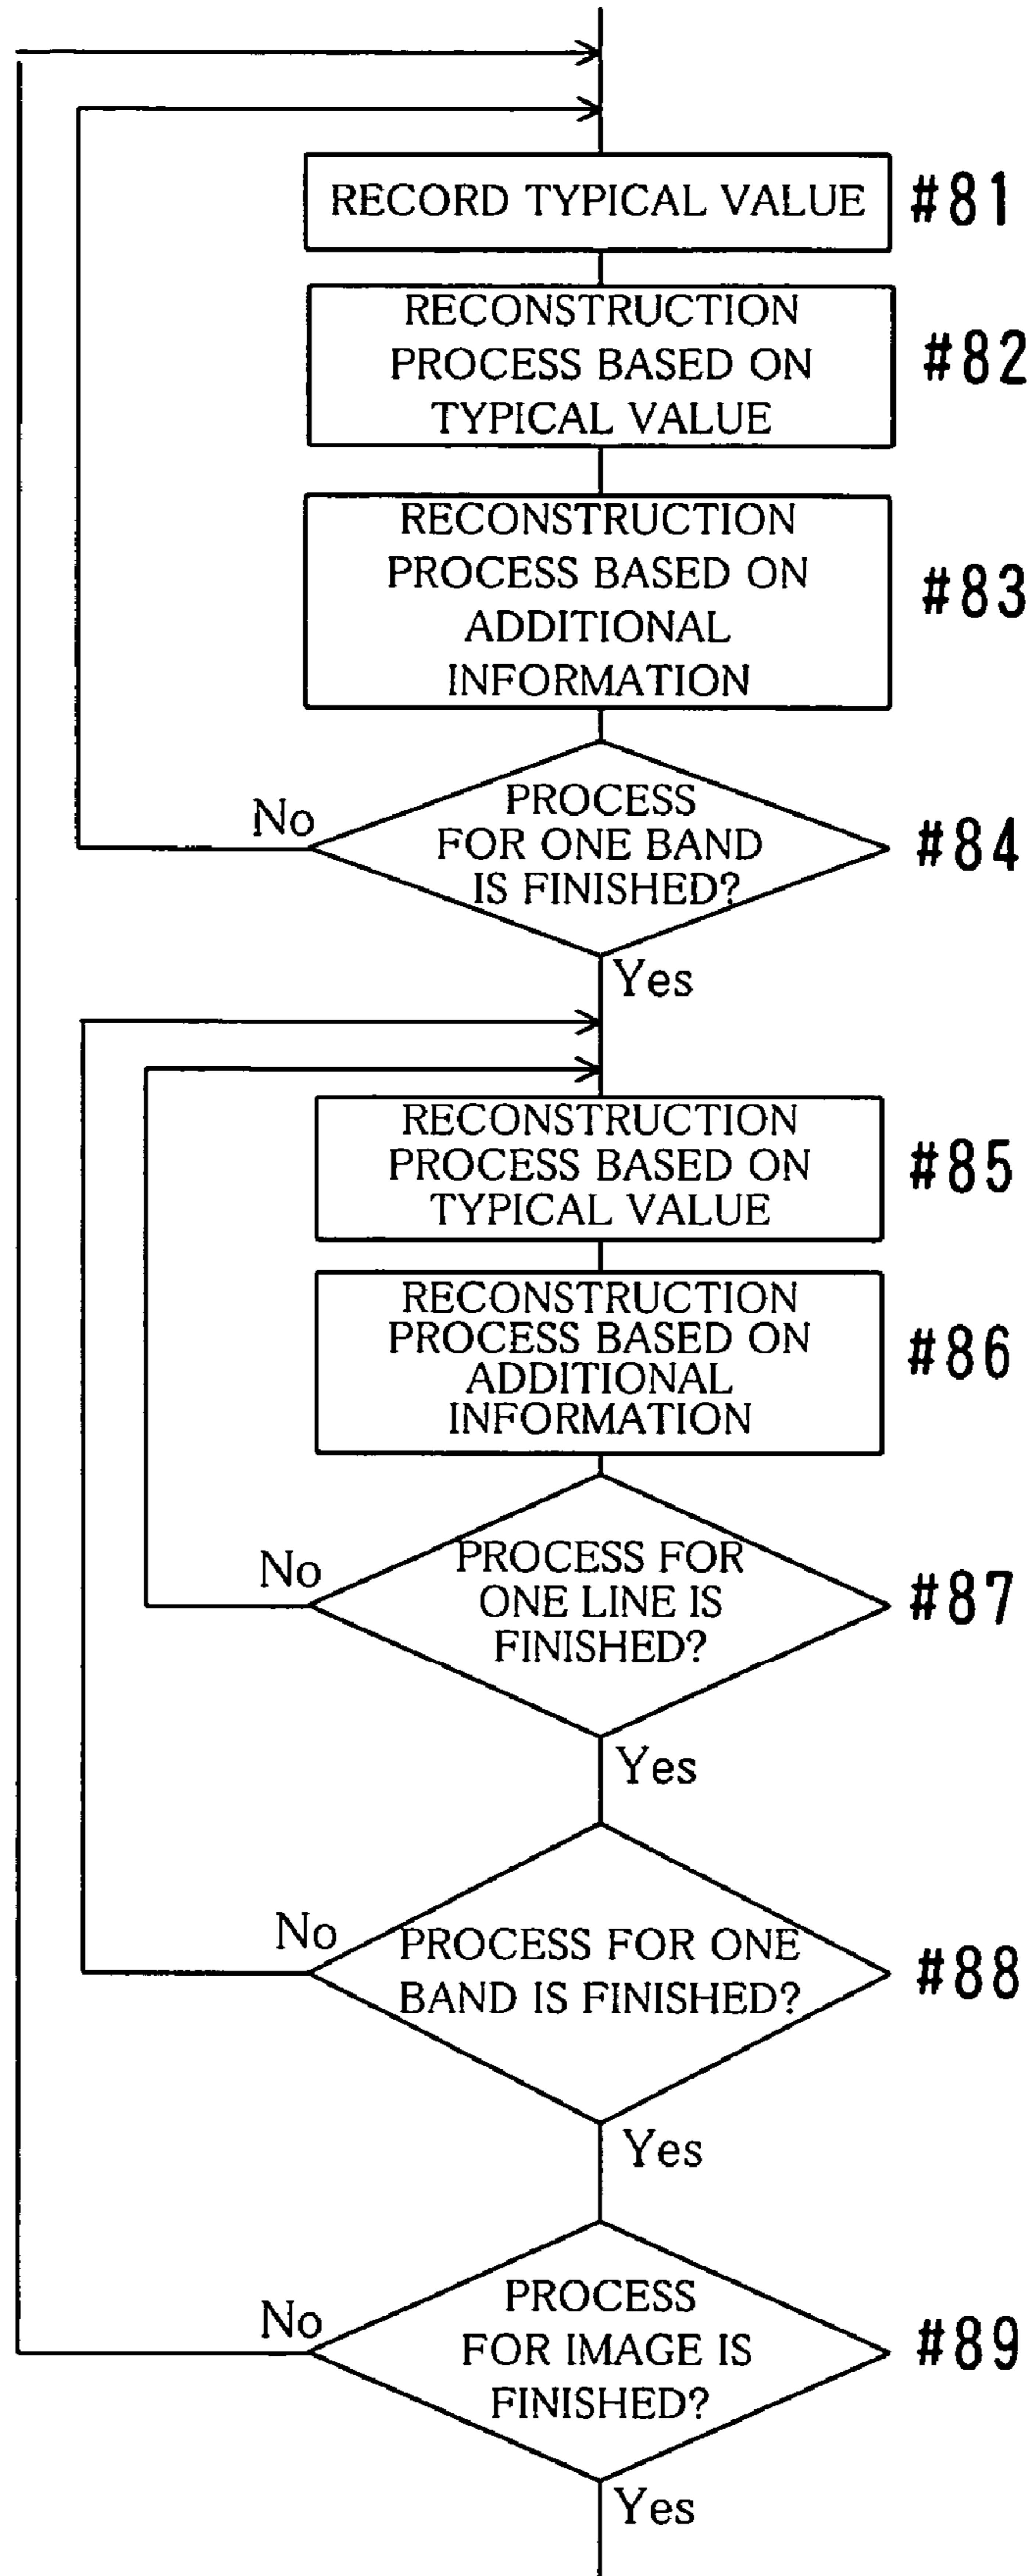 RECORD TYPICAL VALUE #81
RECONSTRUCTION
PROCESS BASED ON
TYPICAL VALUE
#82
RECONSTRUCTION
PROCESS BASED ON
ADDITIONAL
INFORMATION
#83
PROCESS
FOR ONE BAND
IS FINISHED?
No
#84
Yes
RECONSTRUCTION
PROCESS BASED ON
TYPICAL VALUE
#85
RECONSTRUCTION
PROCESS BASED ON
ADDITIONAL
INFORMATION
#86
PROCESS FOR
ONE LINE IS
FINISHED?
No
#87
Yes
PROCESS FOR ONE
BAND IS FINISHED?
No
#88
Yes
PROCESS
FOR IMAGE IS
FINISHED?
No
#89
Yes